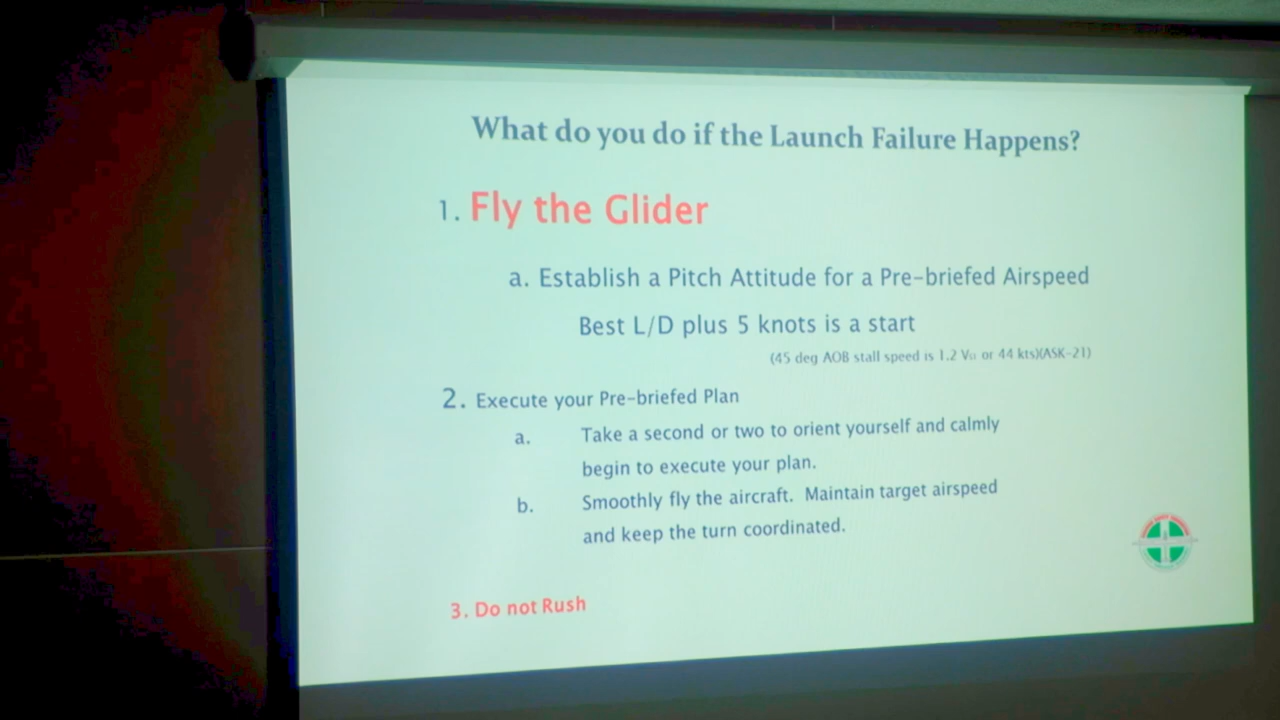 What do you do if the Launch Failure Happens?
1. Fly the Glider
a. Establish a Pitch Attitude for a Pre-briefed Airspeed
Best L/D plus 5 knots is a start
(45 deg AOB stall speed is 1.2 or 44 kts)(ASK-21)
2. Execute your Pre-briefed Plan
a. Take a second or two to orient yourself and calmly
begin to execute your plan.
b. Smoothly fly the aircraft. Maintain target airspeed
and keep the turn coordinated.
3. Do not Rush